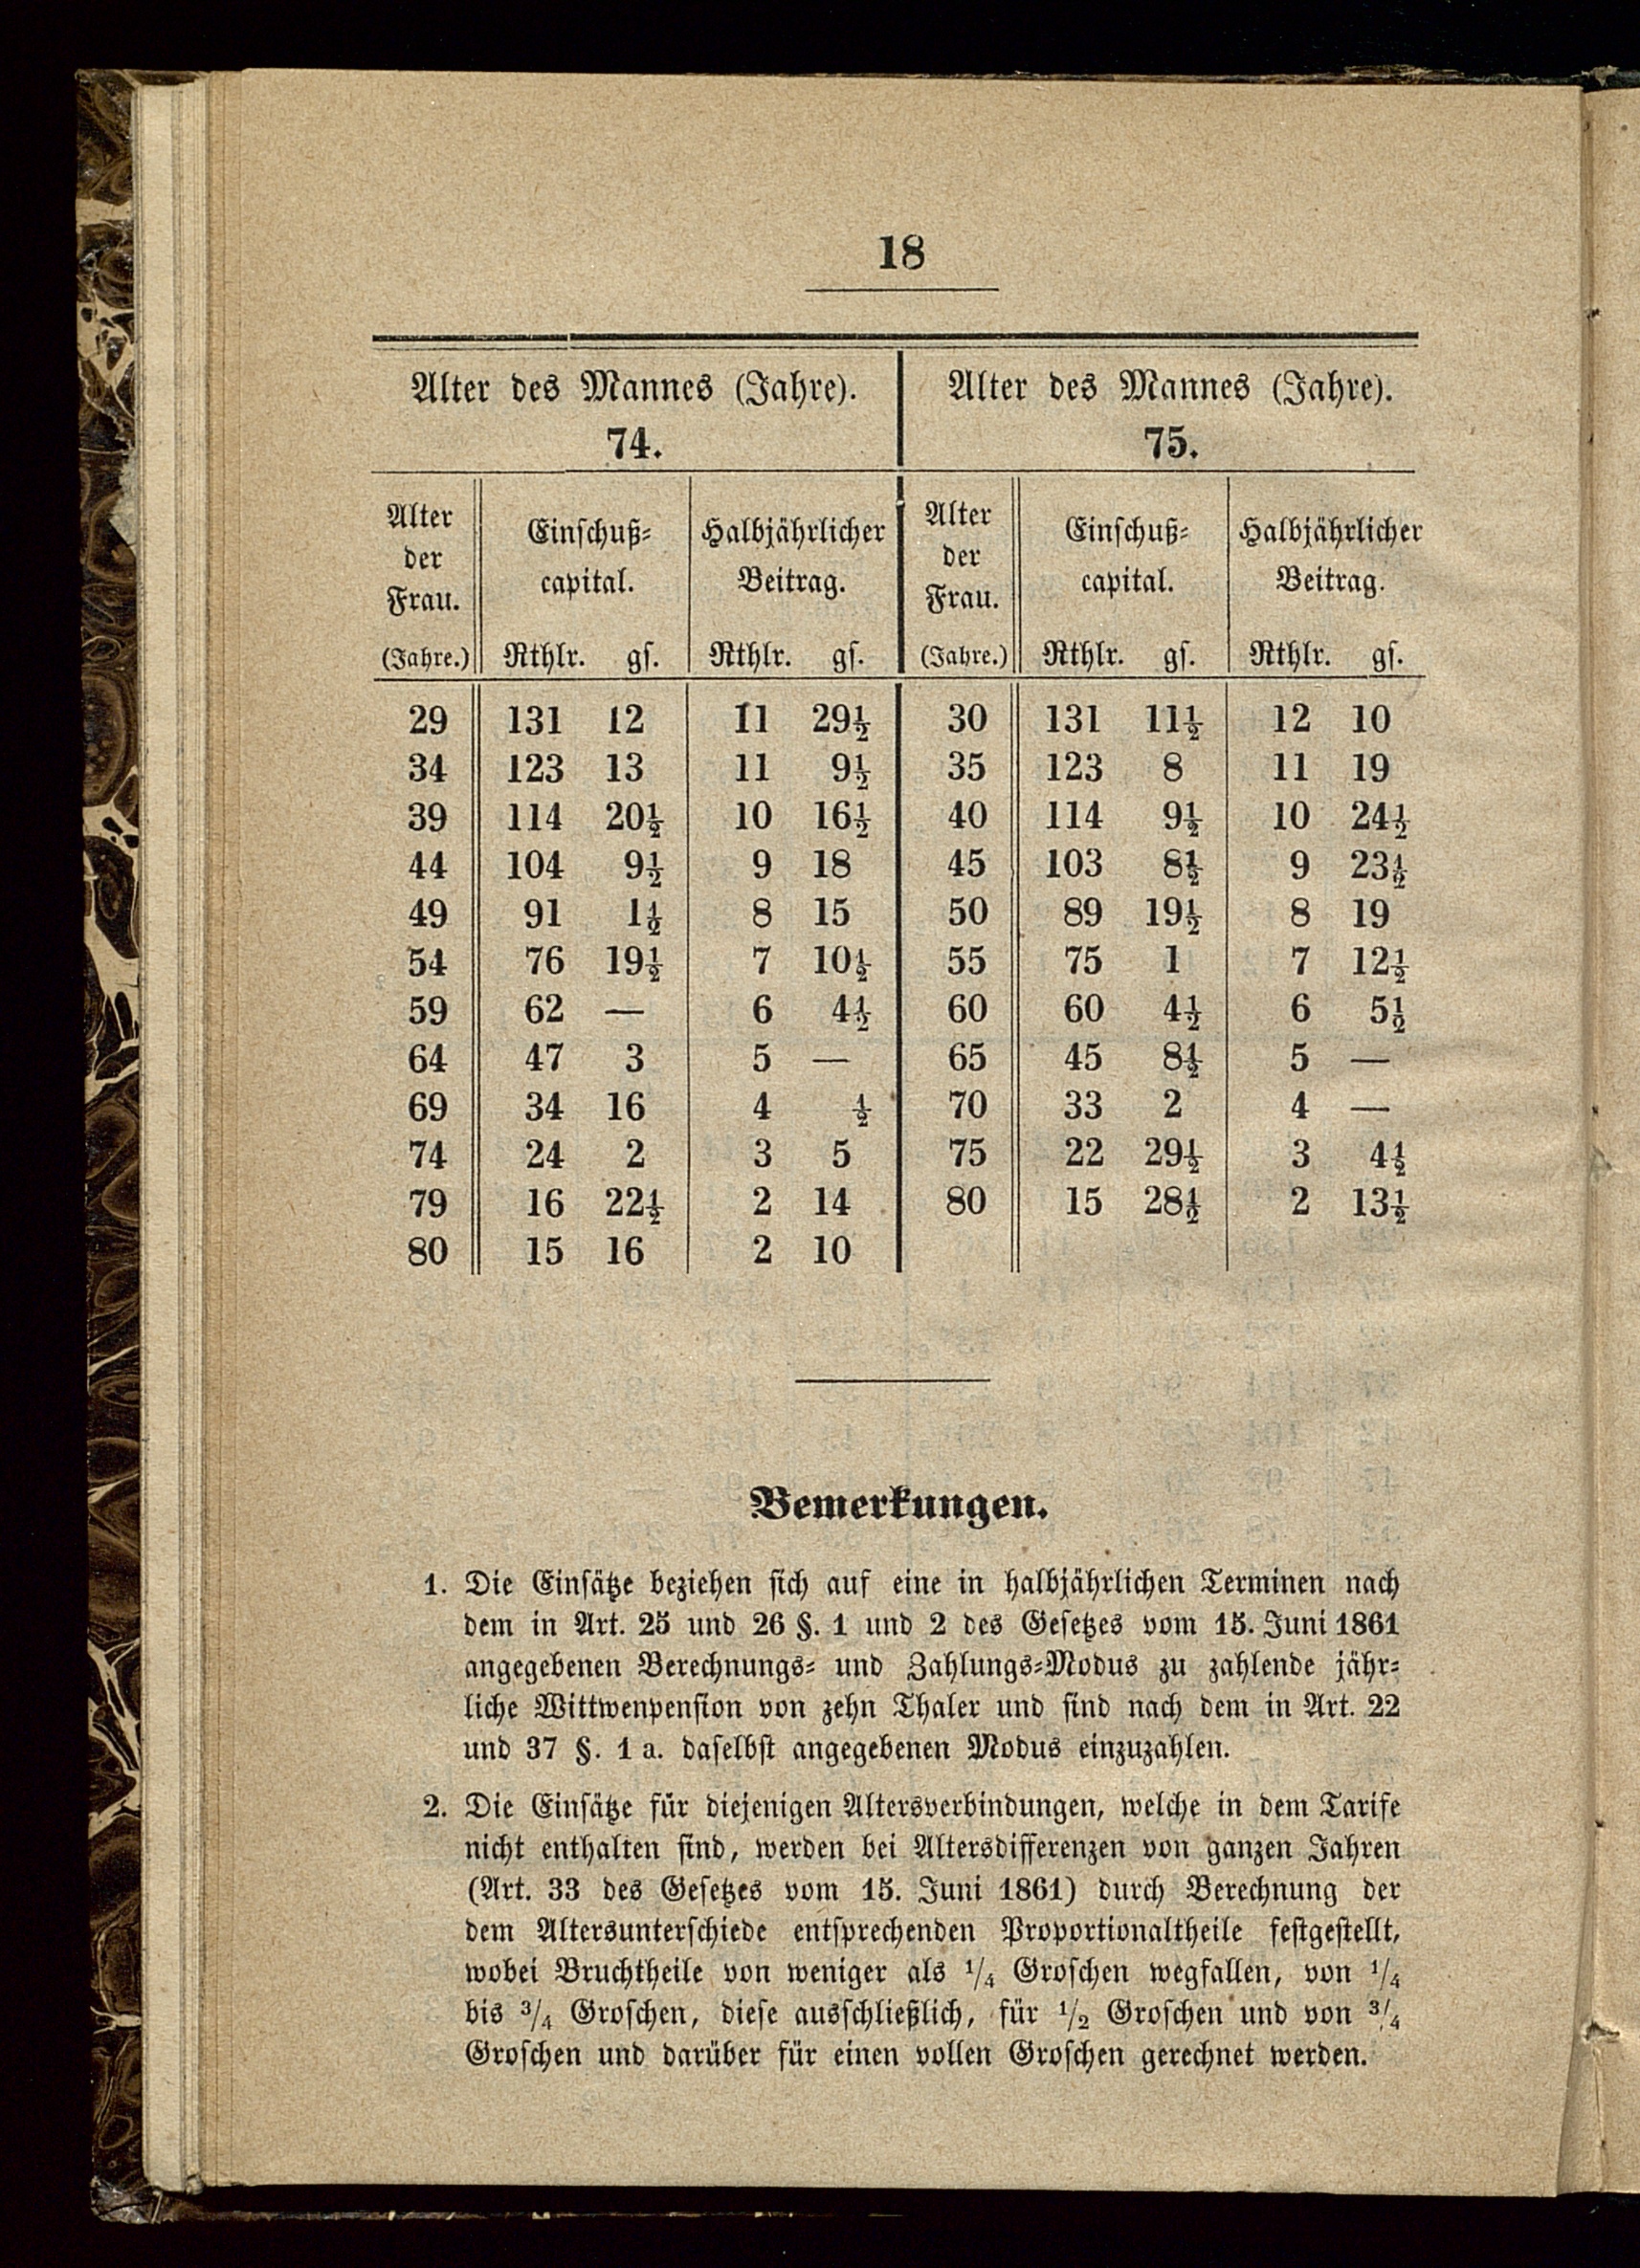 18
Alter des Mannes (Jahre). Alter des Mannes (Jahre).
74. 75.
Alter der Frau. (Jahre.) Einschuß-capital. Rthlr. gs. Halbjährlicher Beitrag. Rthlr. gs. Alter der Frau. (Jahre.) Einschuß-capital. Rthlr. gs. Halbjährlicher Beitrag. Rthlr. gs.
29 131 12 11 29½ 30 131 11½ 12 10
34 123 13 11 9½ 35 123 8 11 19
39 114 20½ 10 16½ 40 114 9½ 10 24½
44 104 9½ 9 18 45 103 8½ 9 23½
49 91 1½ 8 15 50 89 19½ 8 19
54 76 19½ 7 10½ 55 75 1 7 12½
59 62 — 6 4½ 60 60 4½ 6 5½
64 47 3 5 — 65 45 8½ 5 —
69 34 16 4 ½ 70 33 2 4 —
74 24 2 3 5 75 22 29½ 3 4½
79 16 22½ 2 14 80 15 28½ 2 13½
80 15 16 2 10
Bemerkungen.
1. Die Einsätze beziehen sich auf eine in halbjährlichen Terminen nach
dem in Art. 25 und 26 §. 1 und 2 des Gesetzes vom 15. Juni 1861
angegebenen Berechnungs- und Zahlungs-Modus zu zahlende jähr-
liche Wittwenpension von zehn Thaler und sind nach dem in Art. 22
und 37 §. 1 a. daselbst angegebenen Modus einzuzahlen.
2. Die Einsätze für diejenigen Altersverbindungen, welche in dem Tarife
nicht enthalten sind, werden bei Altersdifferenzen von ganzen Jahren
(Art. 33 des Gesetzes vom 15. Juni 1861) durch Berechnung der
dem Altersunterschiede entsprechenden Proportionaltheile festgestellt,
wobei Bruchtheile von weniger als 1/4 Groschen wegfallen, von 1/4
bis 3/4 Groschen, diese ausschließlich, für 1/2 Groschen und von 3/4
Groschen und darüber für einen vollen Groschen gerechnet werden.